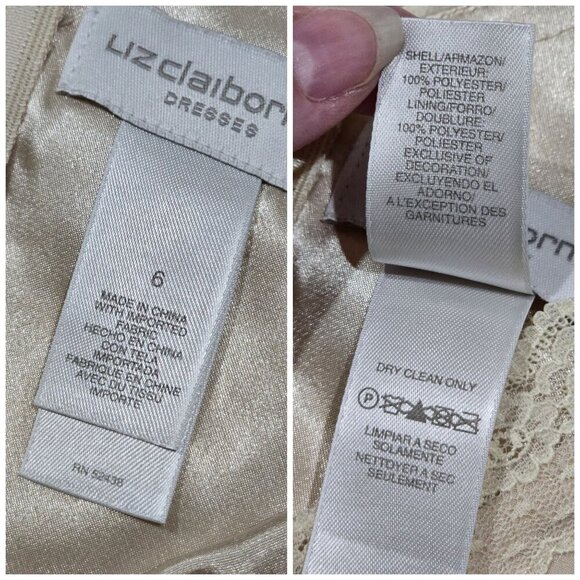 Liz claiborn
DRESSES
6
MADE IN CHINA
WITH IMPORTED
FABRIC
HECHO EN CHINA
CON TELA
IMPORTADA
FABRIQUE EN CHINE
AVEC DU TISSU
IMPORTE
RN 52438
SHELL/ARMAZON/
EXTERIEUR:
100% POLYESTER/
POLIESTER
LINING/FORRO/
DOUBLURE:
100% POLYESTER/
POLIESTER
EXCLUSIVE OF
DECORATION/
EXCLUYENDO EL
ADORNO/
A L'EXCEPTION DES
GARNITURES
orn
DRY CLEAN ONLY
P
LIMPIAR A SECO
SOLAMENTE
NETTOYER A SEC
SEULEMENT